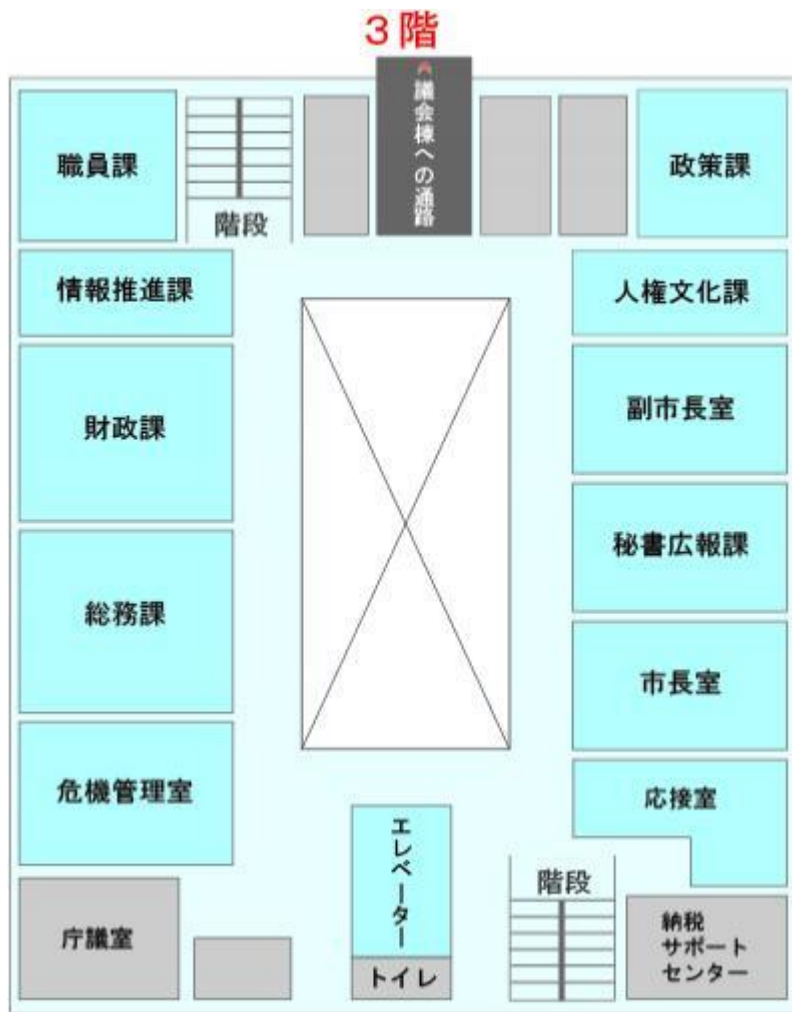 3階
職員課
階段
議会棟への通路
政策課
情報推進課
人権文化課
財政課
副市長室
秘書広報課
総務課
市長室
危機管理室
応接室
エレベーター
階段
庁議室
トイレ
納税
サポート
センター